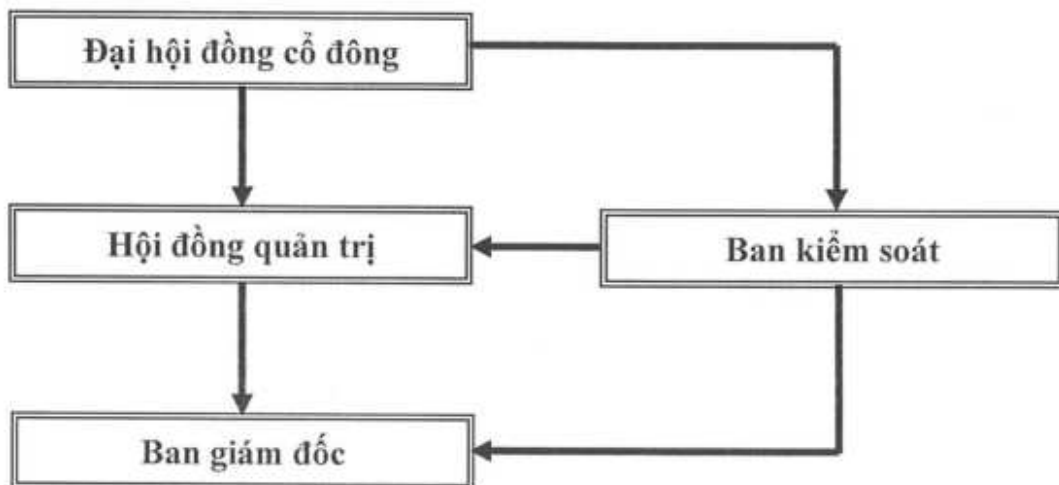 Đại hội đồng cổ đông
Hội đồng quản trị
Ban kiểm soát
Ban giám đốc